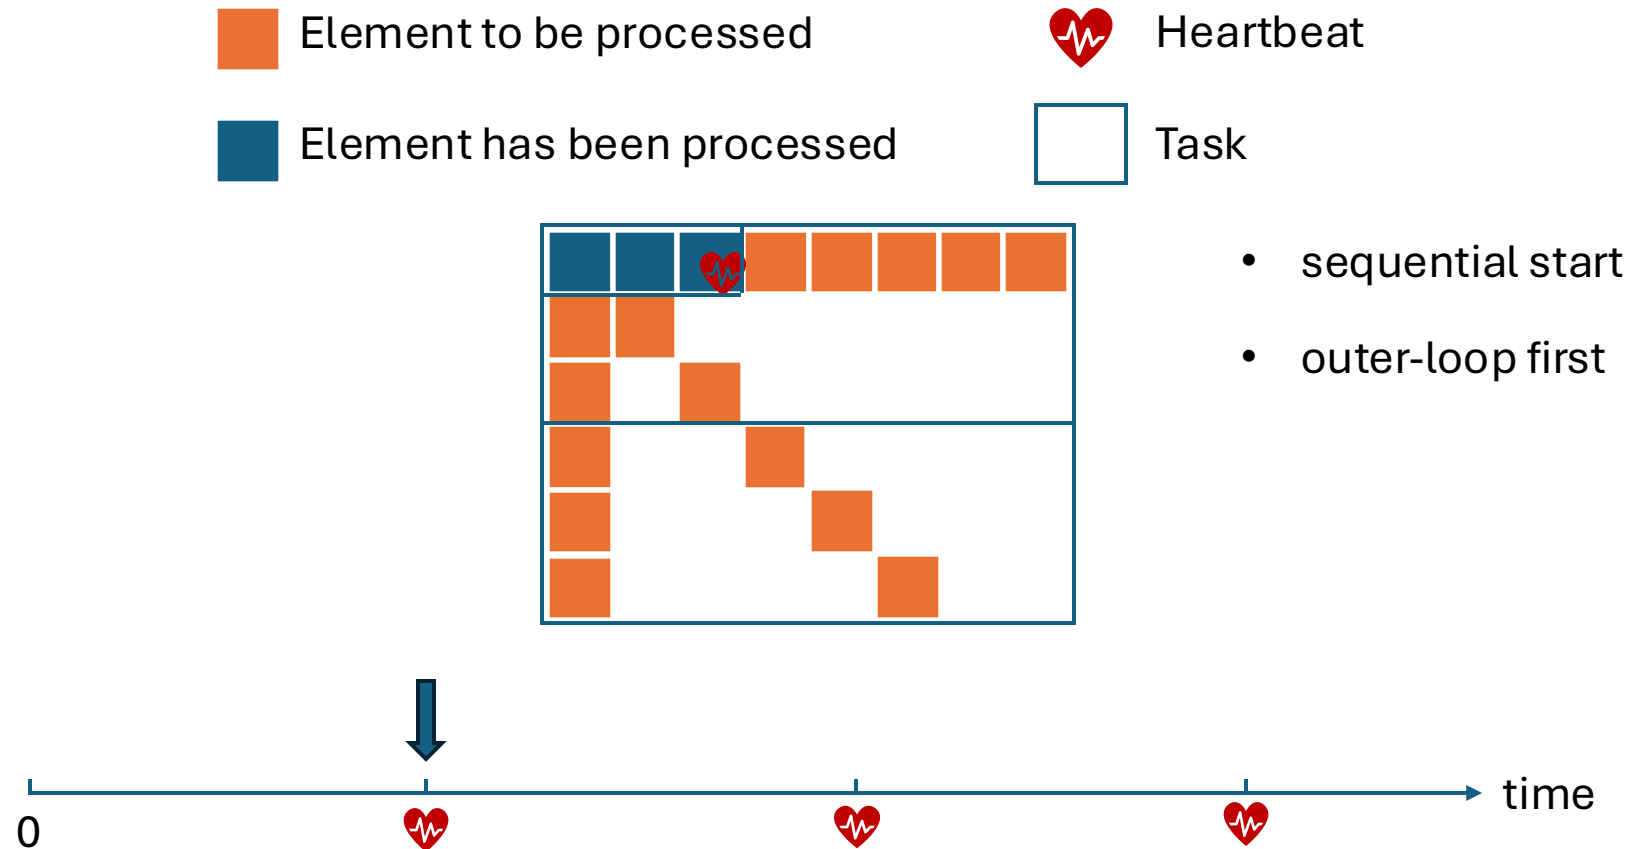 Element to be processed
Heartbeat
Element has been processed
Task
• sequential start
• outer-loop first
time
0